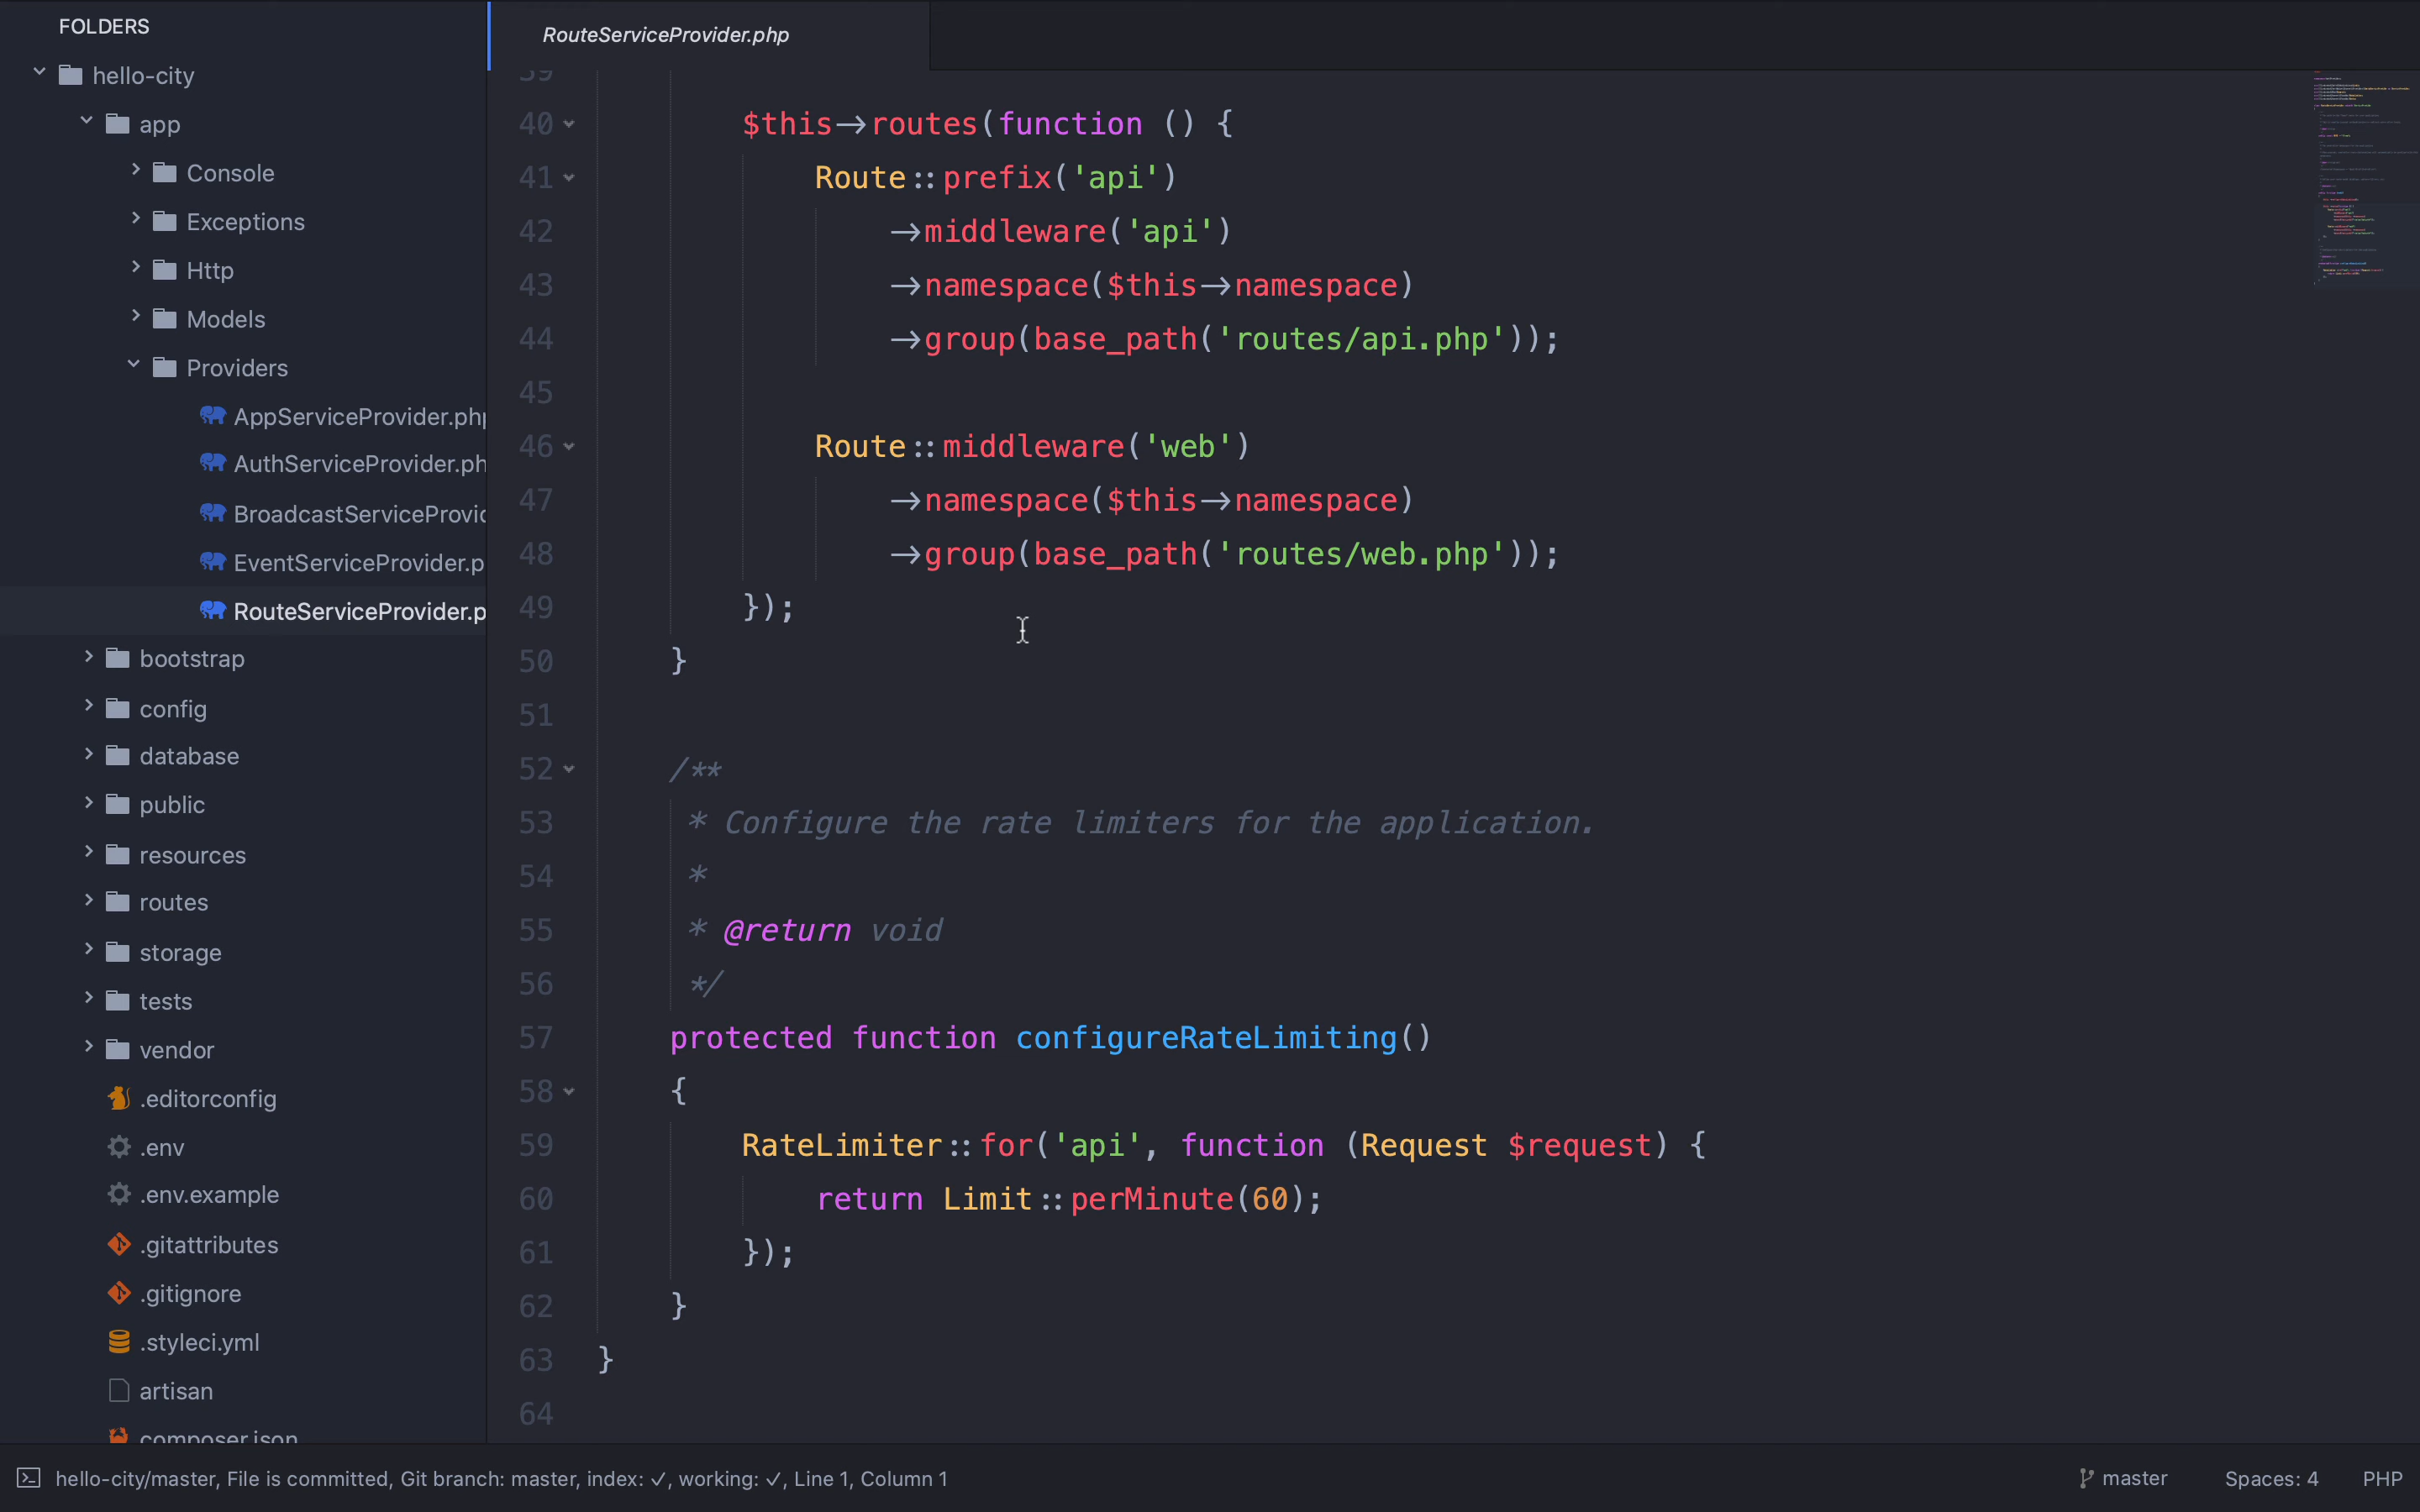 FOLDERS
hello-city
app
Console
Exceptions
Http
Models
Providers
AppServiceProvider.php
AuthServiceProvider.ph
BroadcastServiceProvid
EventServiceProvider.p
RouteServiceProvider.p
bootstrap
config
database
public
resources
routes
storage
tests
vendor
.editorconfig
.env
.env.example
.gitattributes
.gitignore
.styleci.yml
artisan
composer.json
RouteServiceProvider.php
39
40 $this->routes(function () {
41 Route::prefix('api')
42 ->middleware('api')
43 ->namespace($this->namespace)
44 ->group(base_path('routes/api.php'));
45
46 Route::middleware('web')
47 ->namespace($this->namespace)
48 ->group(base_path('routes/web.php'));
49 });
50 }
51
52 /**
53 * Configure the rate limiters for the application.
54 *
55 * @return void
56 */
57 protected function configureRateLimiting()
58 {
59 RateLimiter::for('api', function (Request $request) {
60 return Limit::perMinute(60);
61 });
62 }
63 }
64
hello-city/master, File is committed, Git branch: master, index: ✓, working: ✓, Line 1, Column 1
master
Spaces: 4
PHP